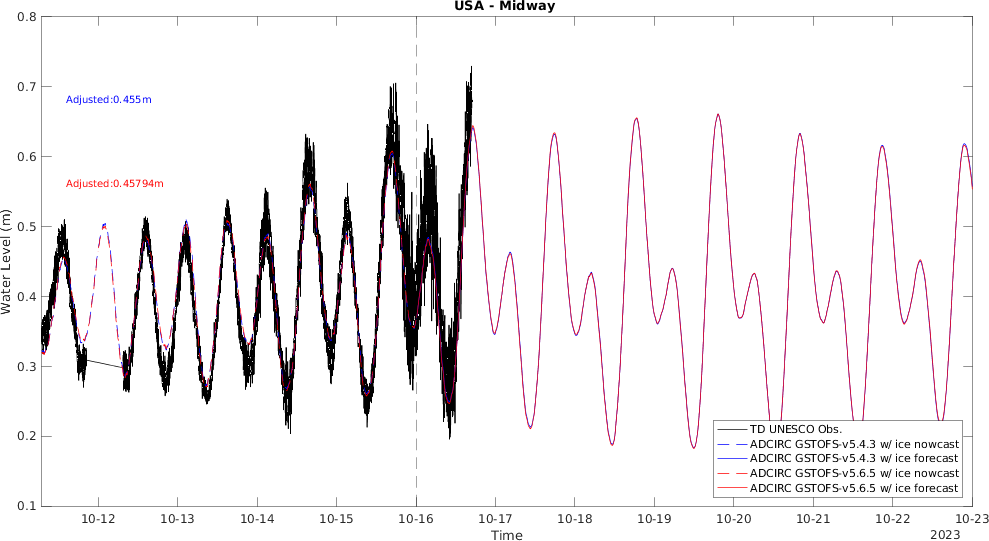 USA - Midway
0.8
0.7
0.6
0.5
0.4
0.3
0.2
0.1
Water Level (m)
Adjusted:0.455m
Adjusted:0.45794m
TD UNESCO Obs.
ADCIRC GSTOFS-v5.4.3 w/ ice nowcast
ADCIRC GSTOFS-v5.4.3 w/ ice forecast
ADCIRC GSTOFS-v5.6.5 w/ ice nowcast
ADCIRC GSTOFS-v5.6.5 w/ ice forecast
10-12 10-13 10-14 10-15 10-16 10-17 10-18 10-19 10-20 10-21 10-22 10-23
Time
2023